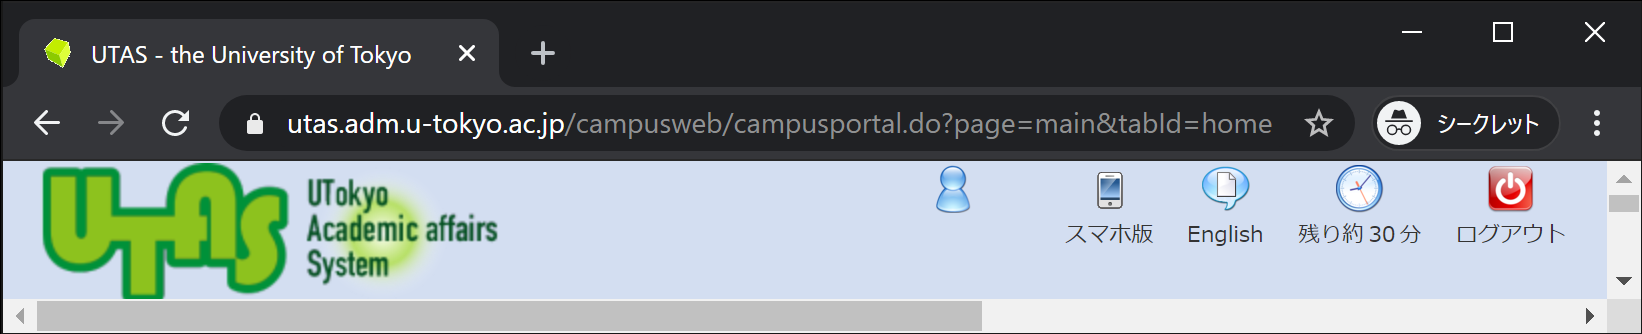 UTAS - the University of Tokyo
utas.adm.u-tokyo.ac.jp/campusweb/campusportal.do?page=main&tabId=home
シークレット
UTAS
UTokyo
Academic affairs
System
スマホ版 English 残り約 30 分 ログアウト